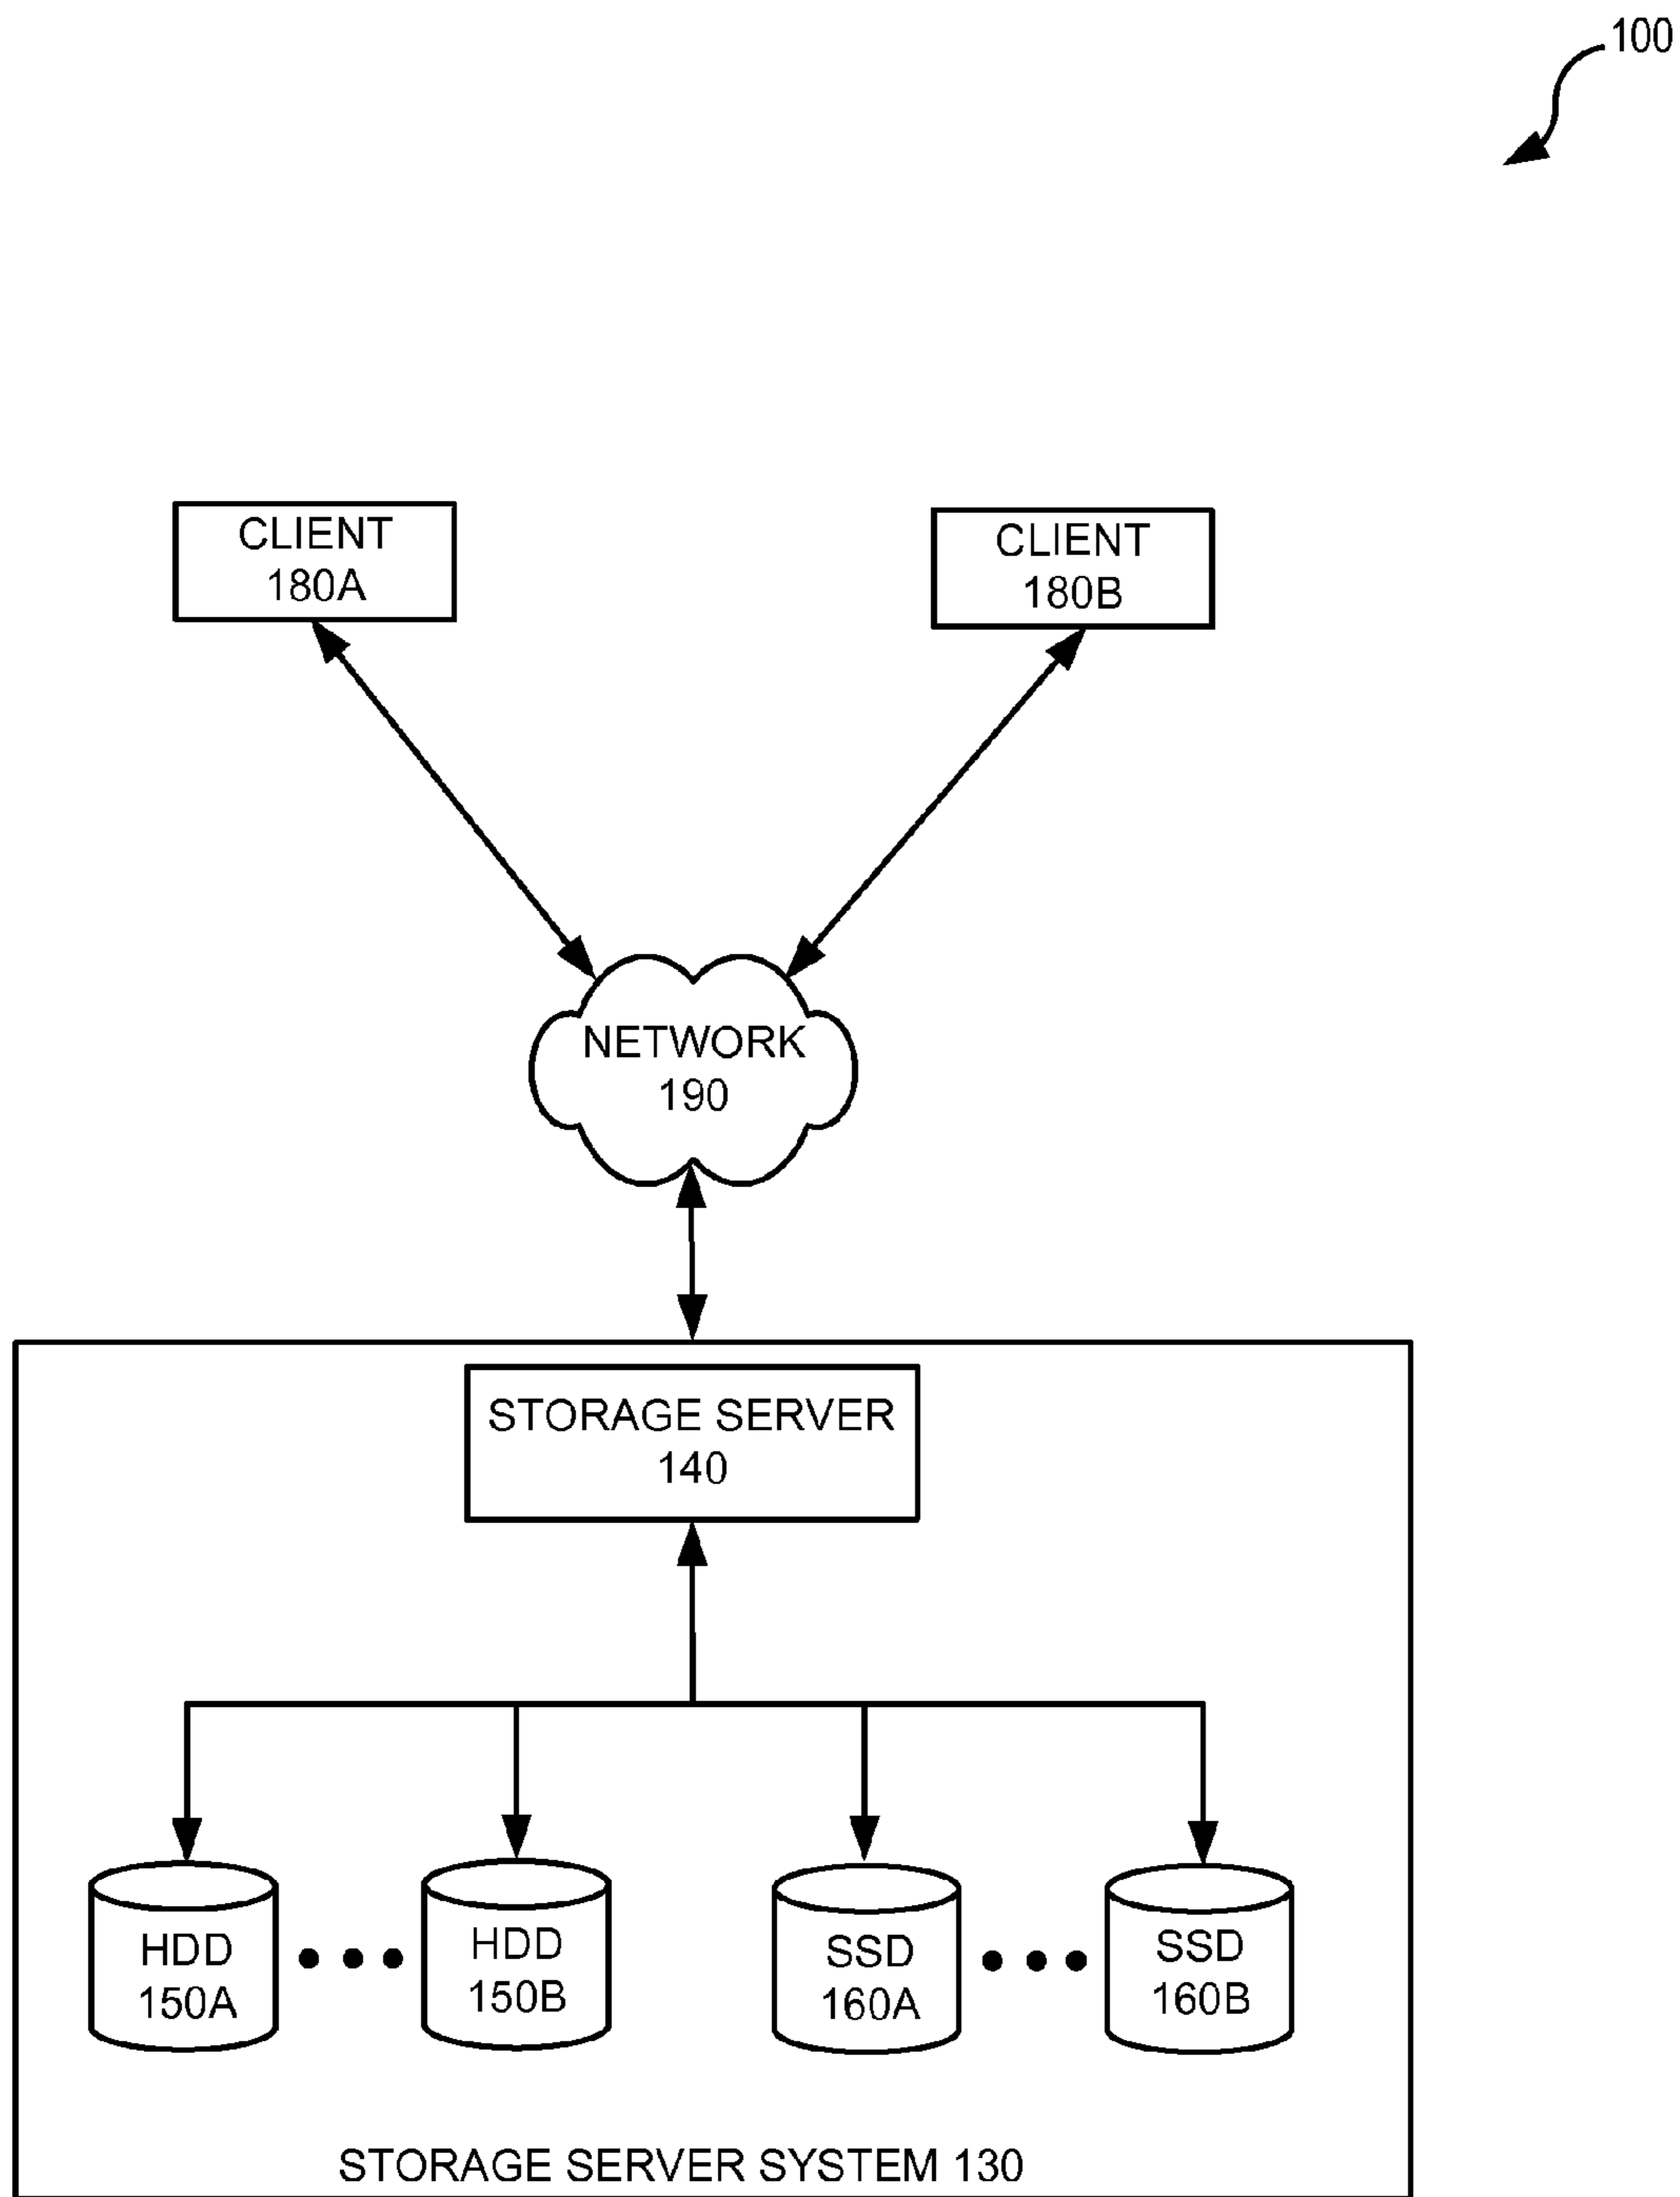 100
CLIENT
180A
CLIENT
180B
NETWORK
190
STORAGE SERVER
140
HDD
150A
HDD
150B
SSD
160A
SSD
160B
STORAGE SERVER SYSTEM 130